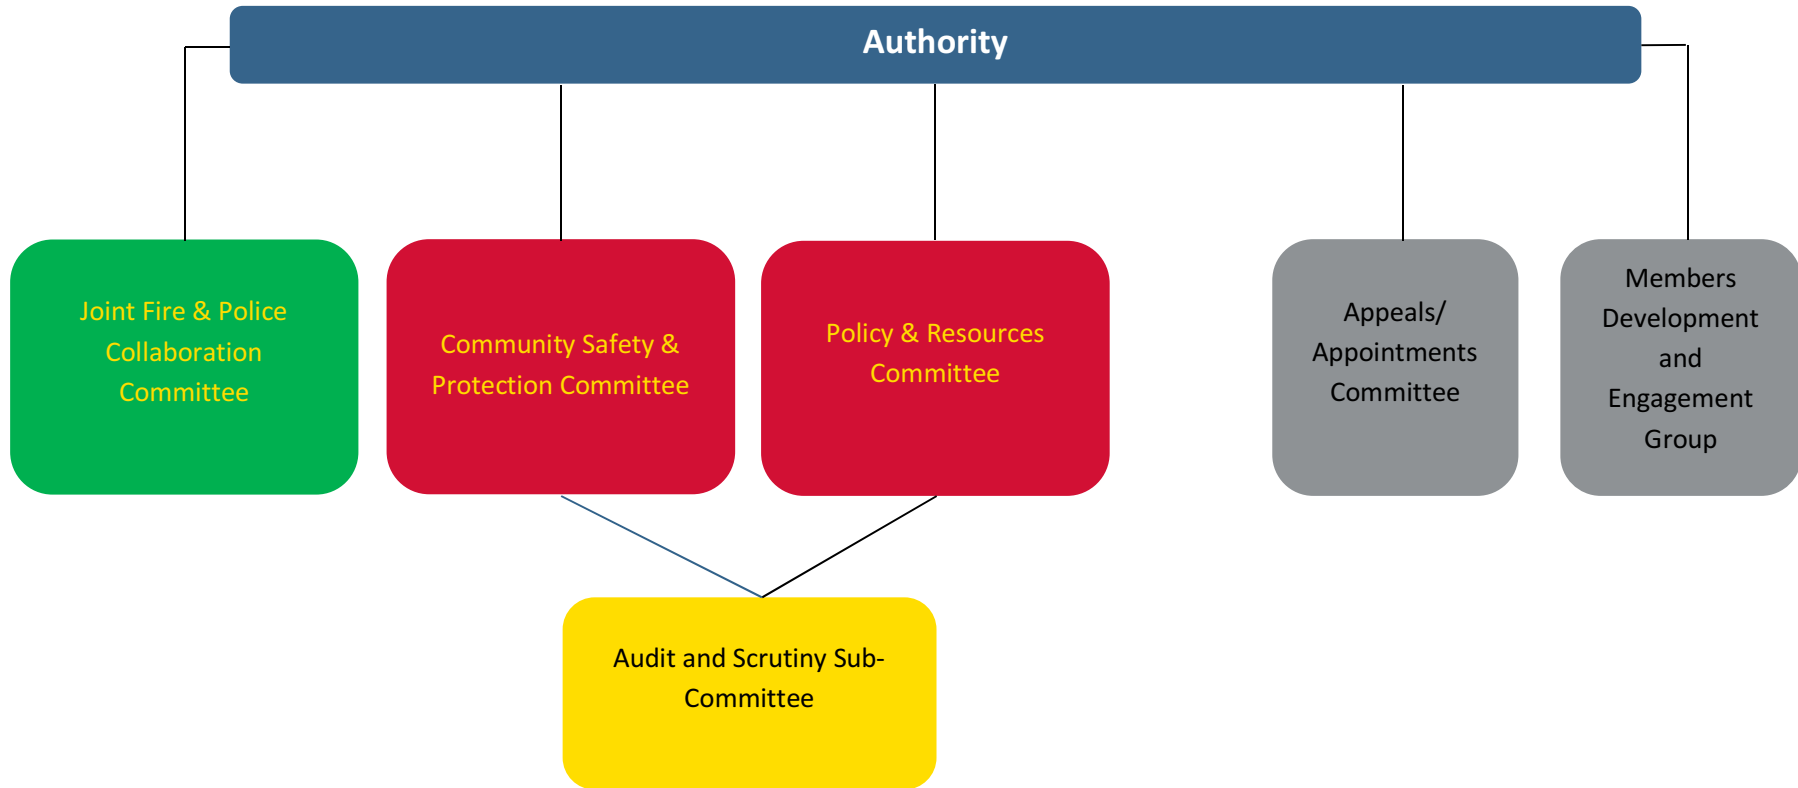 Authority
Joint Fire & Police
Collaboration
Committee
Community Safety &
Protection Committee
Policy & Resources
Committee
Appeals/
Appointments
Committee
Members
Development
and
Engagement
Group
Audit and Scrutiny Sub-
Committee